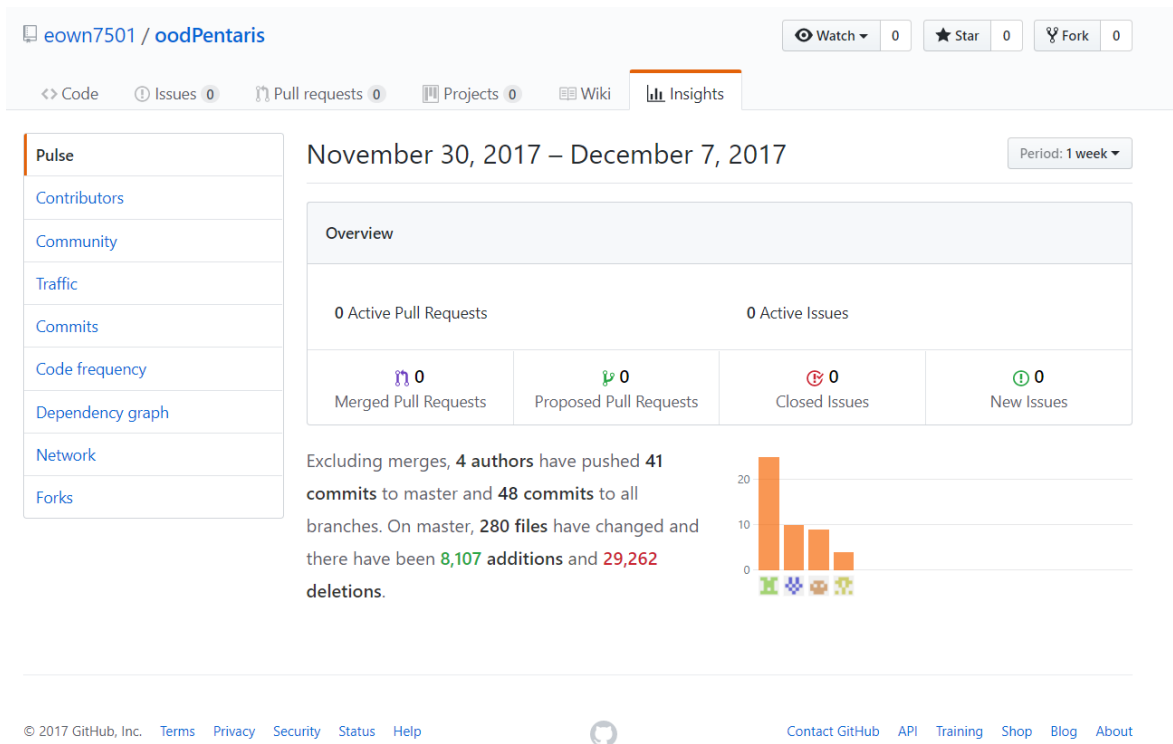 eown7501 / oodPentaris
Watch 0 Star 0 Fork 0
Code Issues 0 Pull requests 0 Projects 0 Wiki Insights
Pulse
Contributors
Community
Traffic
Commits
Code frequency
Dependency graph
Network
Forks
November 30, 2017 – December 7, 2017
Period: 1 week
Overview
0 Active Pull Requests 0 Active Issues
0 0 0 0
Merged Pull Requests Proposed Pull Requests Closed Issues New Issues
Excluding merges, 4 authors have pushed 41
commits to master and 48 commits to all
branches. On master, 280 files have changed and
there have been 8,107 additions and 29,262
deletions.
20
10
0
© 2017 GitHub, Inc. Terms Privacy Security Status Help Contact GitHub API Training Shop Blog About